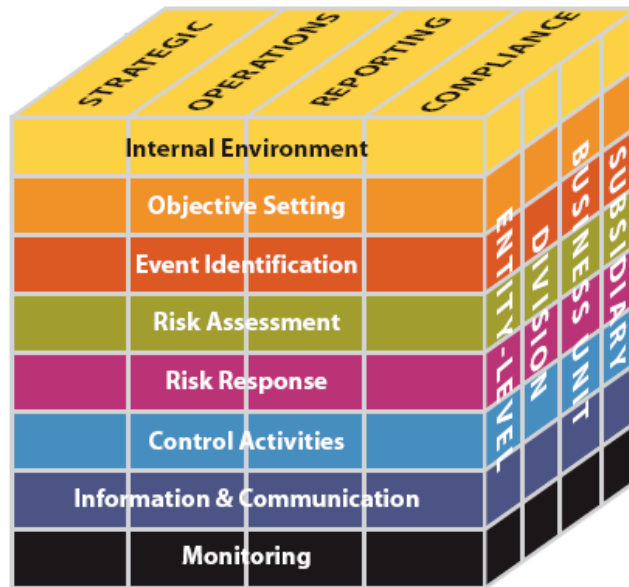 STRATEGIC
OPERATIONS
REPORTING
COMPLIANCE
Internal Environment
Objective Setting
Event Identification
Risk Assessment
Risk Response
Control Activities
Information & Communication
Monitoring
ENTITY-LEVEL
DIVISION
BUSINESS UNIT
SUBSIDIARY